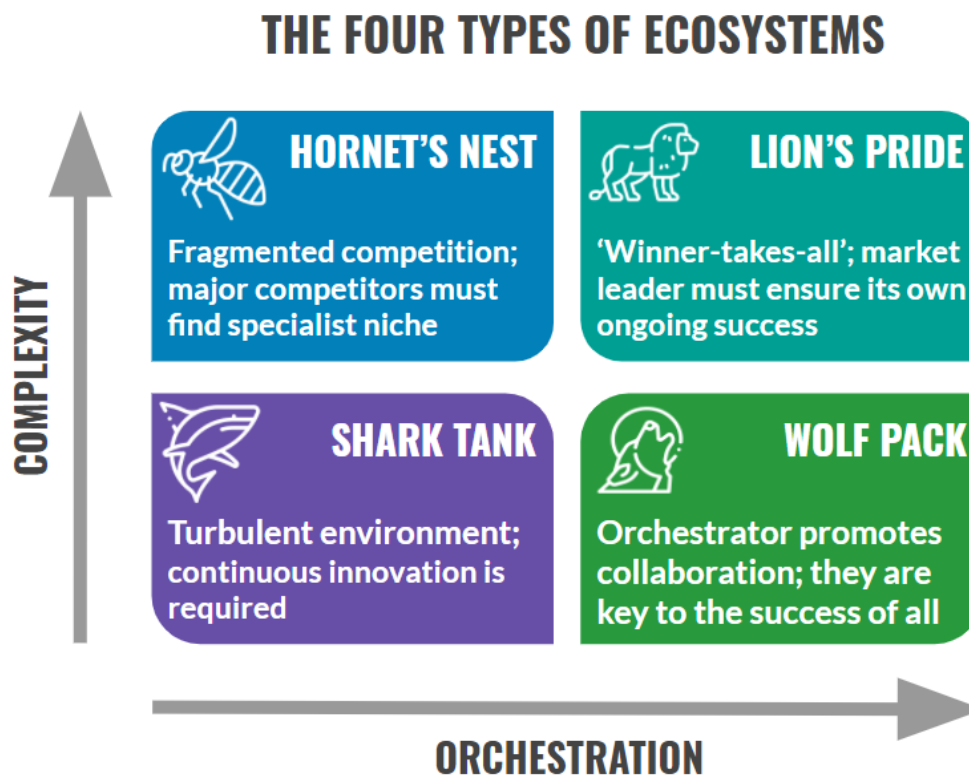 THE FOUR TYPES OF ECOSYSTEMS
COMPLEXITY
HORNET'S NEST
Fragmented competition;
major competitors must
find specialist niche
LION'S PRIDE
‘Winner-takes-all’; market
leader must ensure its own
ongoing success
SHARK TANK
Turbulent environment;
continuous innovation is
required
WOLF PACK
Orchestrator promotes
collaboration; they are
key to the success of all
ORCHESTRATION